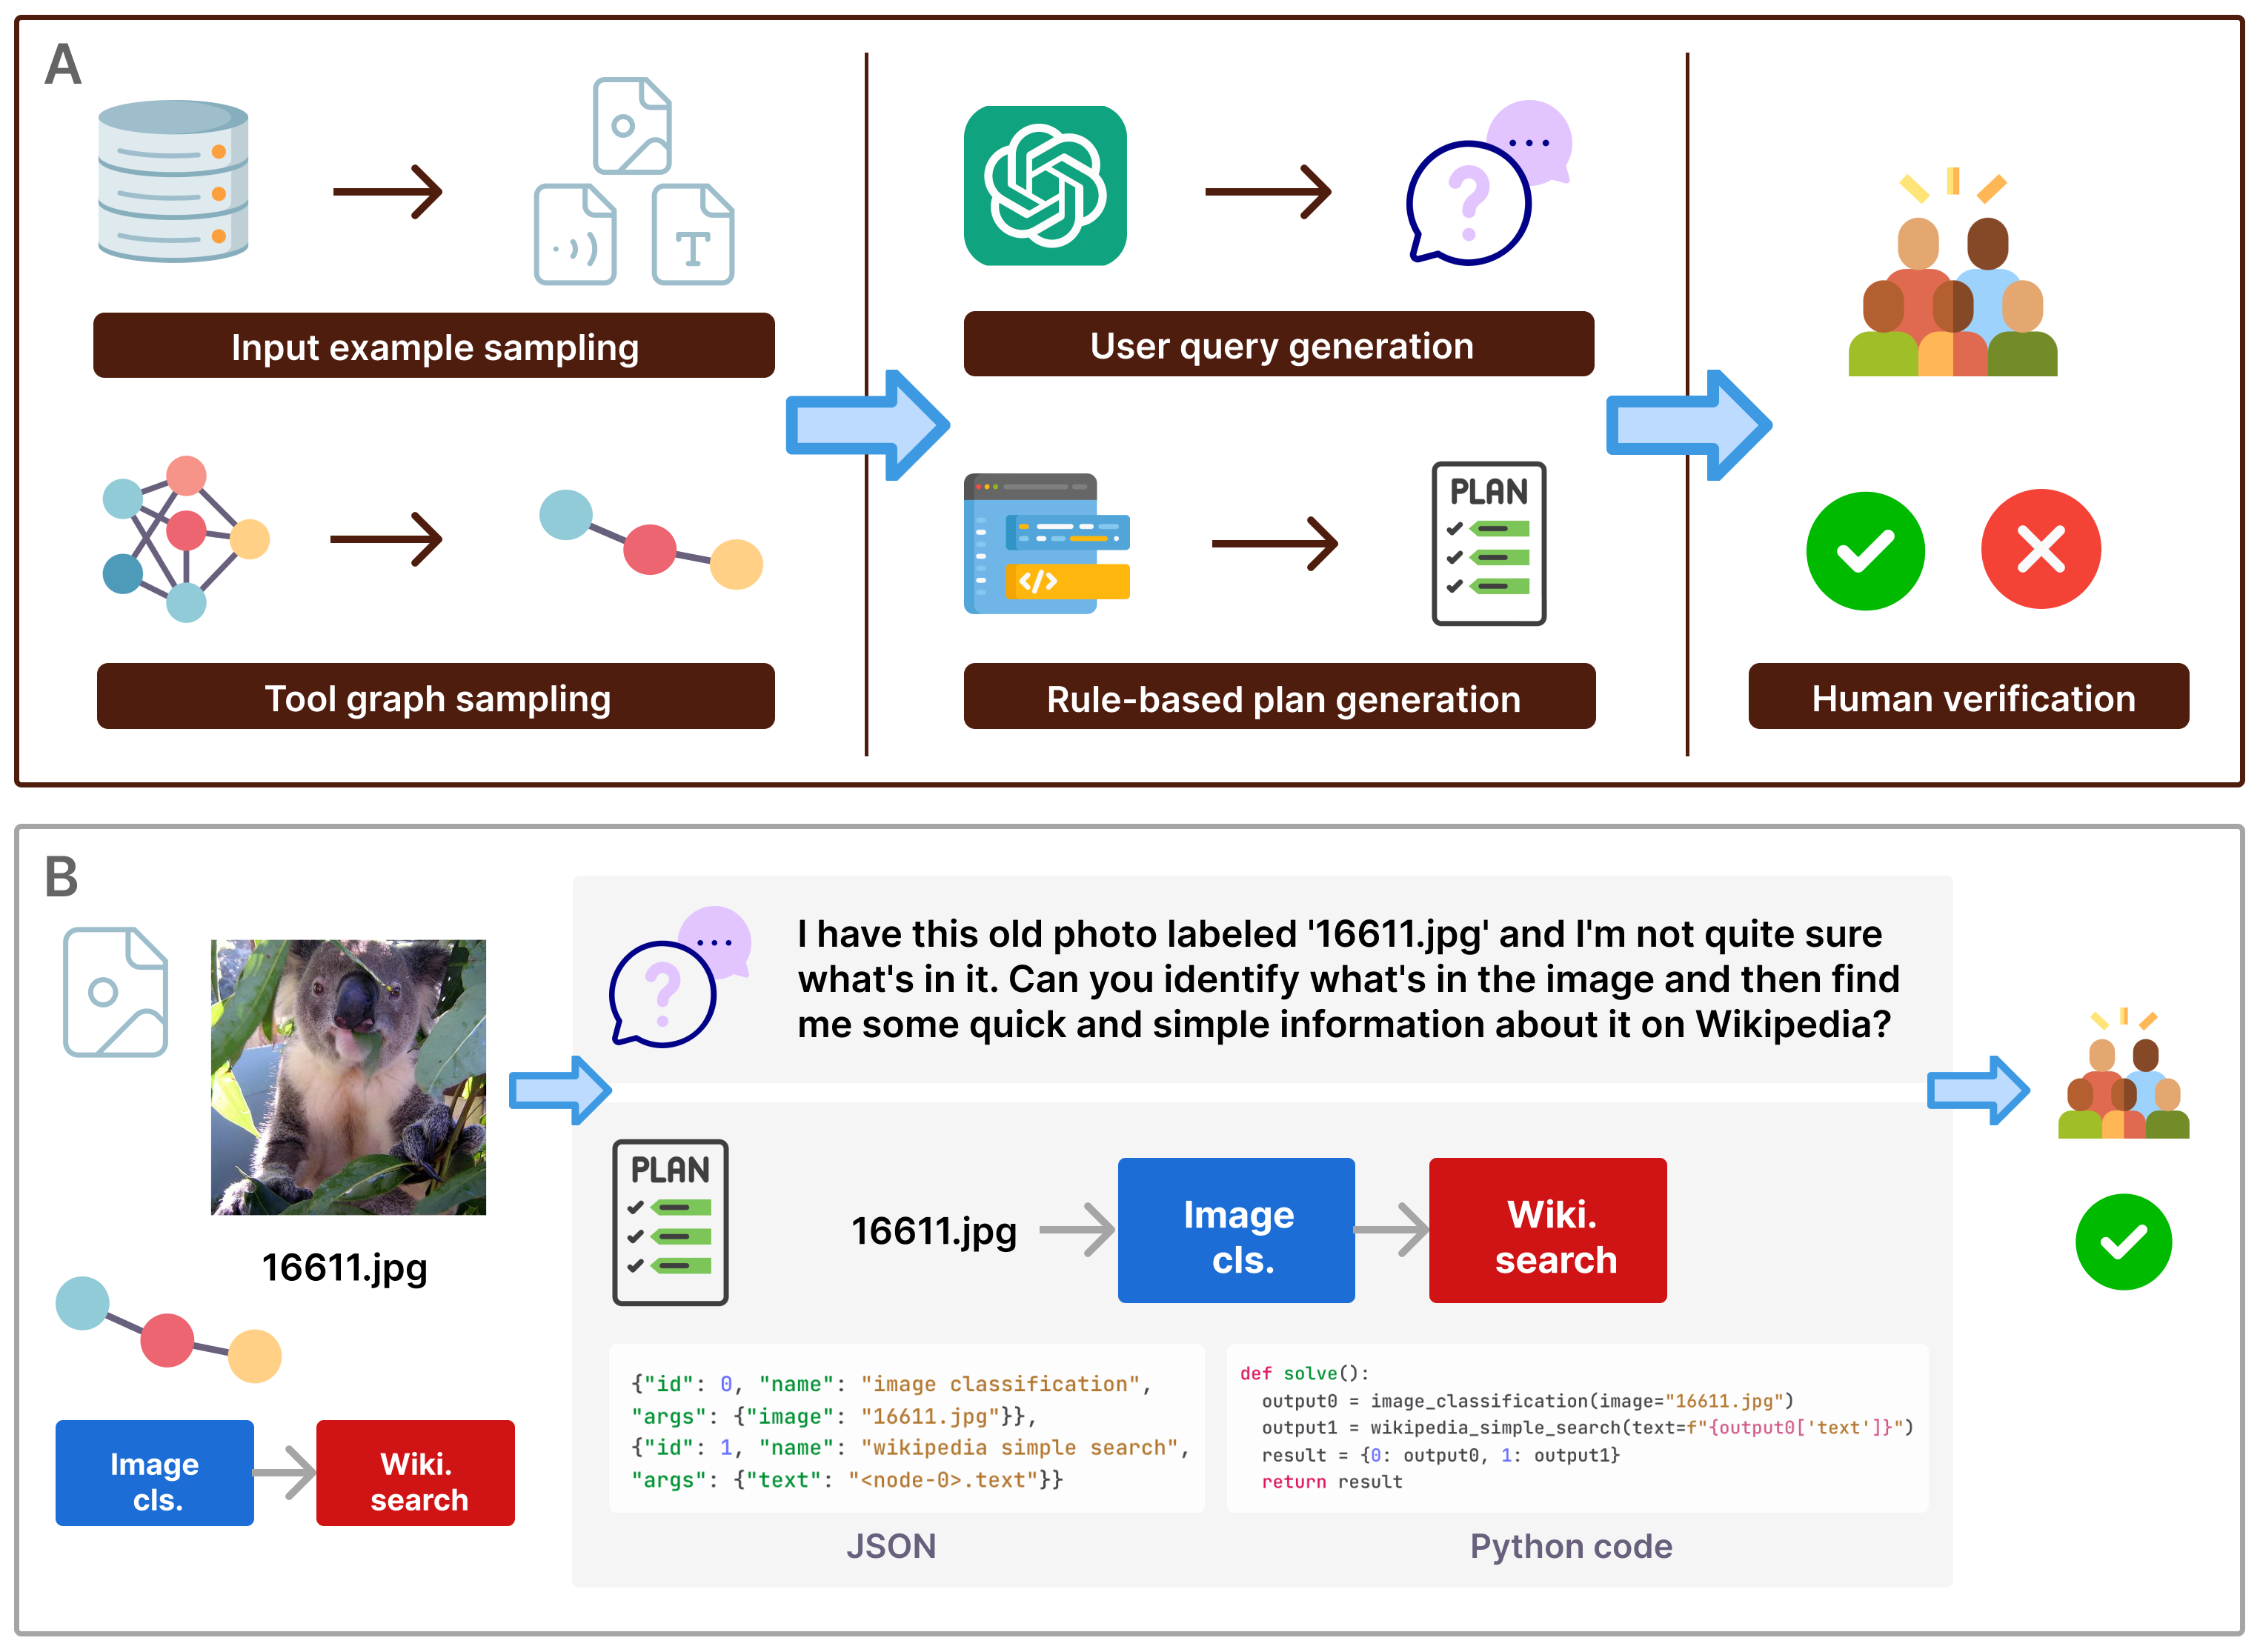 A
Input example sampling
Tool graph sampling
User query generation
PLAN
Rule-based plan generation
Human verification
B
16611.jpg
Image
cls.
Wiki.
search
I have this old photo labeled '16611.jpg' and I'm not quite sure
what's in it. Can you identify what's in the image and then find
me some quick and simple information about it on Wikipedia?
PLAN
16611.jpg
Image
cls.
Wiki.
search
{"id": 0, "name": "image classification",
"args": {"image": "16611.jpg"}},
{"id": 1, "name": "wikipedia simple search",
"args": {"text": "<node-0>.text"}}
JSON
def solve():
output0 = image_classification(image="16611.jpg")
output1 = wikipedia_simple_search(text=f"{output0['text']}")
result = {0: output0, 1: output1}
return result
Python code